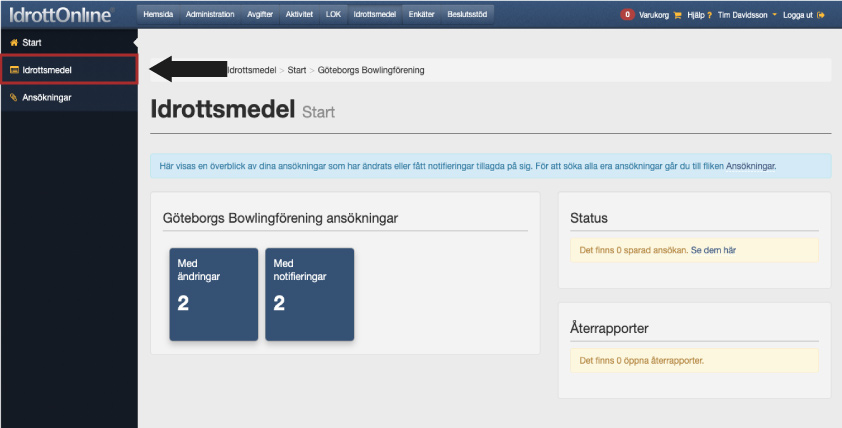 IdrottOnline
Hemsida Administration Avgifter Aktivitet LOK Idrottsmedel Enkäter Beslutsstöd
0 Varukorg Hjälp ? Tim Davidsson Logga ut
Start
Idrottsmedel
Ansökningar
Idrottsmedel > Start > Göteborgs Bowlingförening
Idrottsmedel Start
Här visas en överblick av dina ansökningar som har ändrats eller fått notifieringar tillagda på sig. För att söka alla era ansökningar går du till fliken Ansökningar.
Göteborgs Bowlingförening ansökningar
Med
ändringar
2
Med
notifieringar
2
Status
Det finns 0 sparad ansökan. Se dem här
Återrapporter
Det finns 0 öppna återrapporter.